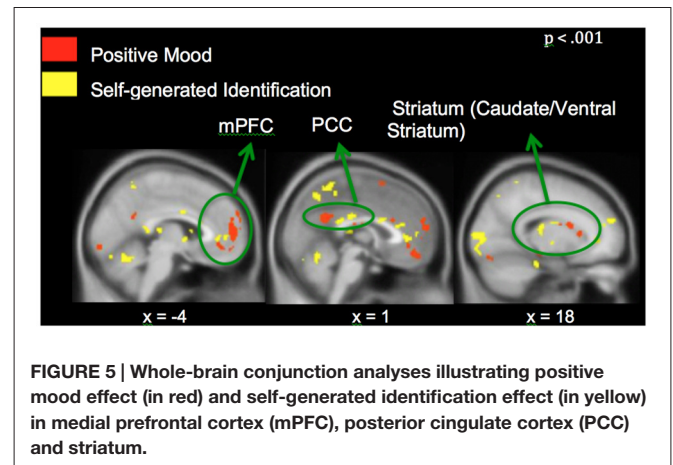 p < .001
Positive Mood
Self-generated Identification
mPFC
PCC
Striatum (Caudate/Ventral
Striatum)
x = -4
x = 1
x = 18
FIGURE 5 | Whole-brain conjunction analyses illustrating positive
mood effect (in red) and self-generated identification effect (in yellow)
in medial prefrontal cortex (mPFC), posterior cingulate cortex (PCC)
and striatum.